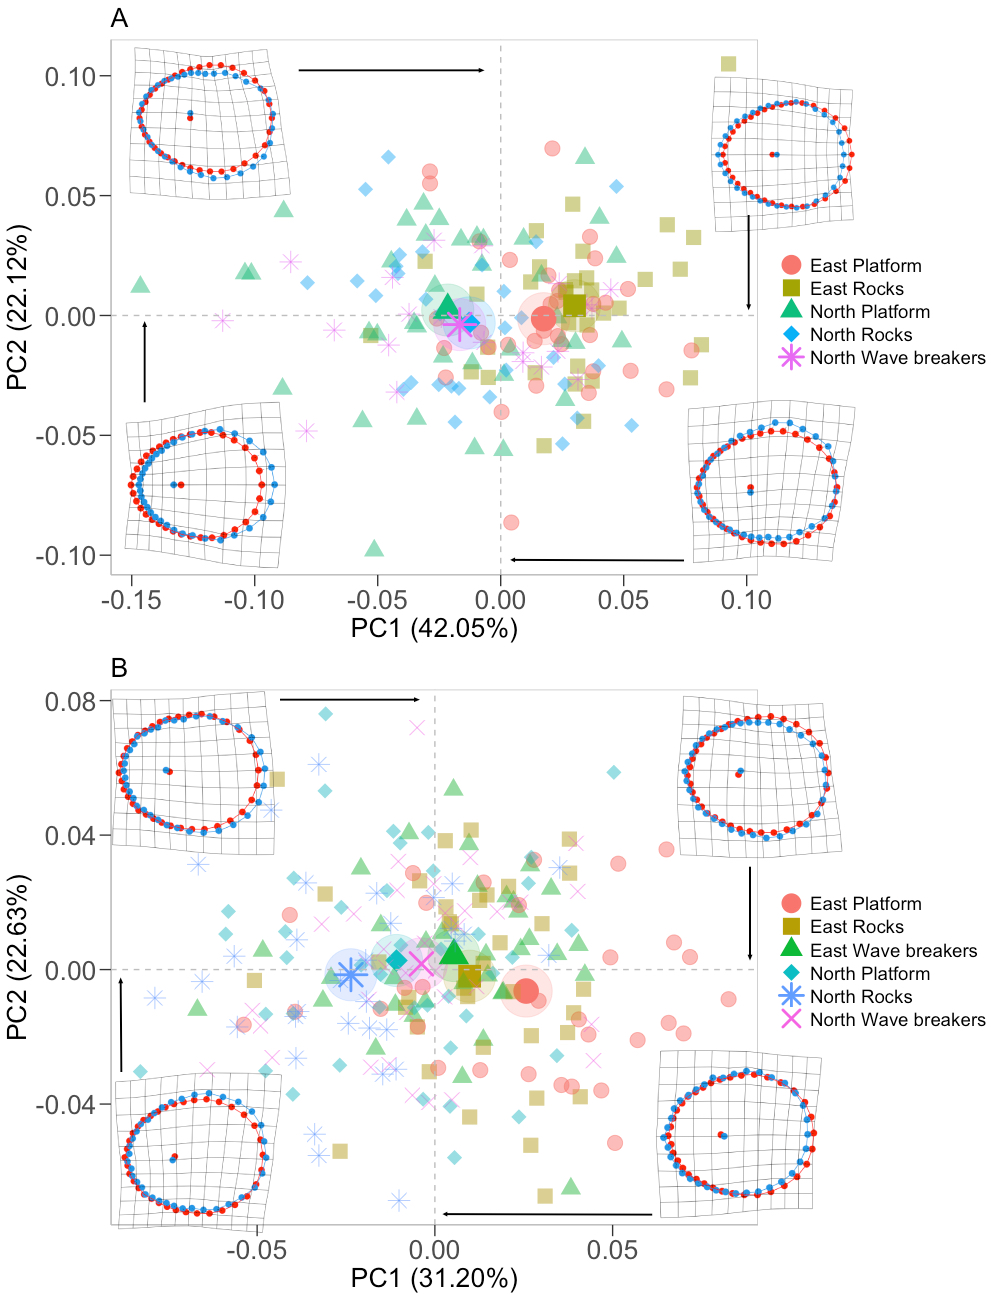 A
0.10
0.05
0.00
-0.05
-0.10
PC2 (22.12%)
East Platform
East Rocks
North Platform
North Rocks
North Wave breakers
-0.15 -0.10 -0.05 0.00 0.05 0.10
PC1 (42.05%)
B
0.08
0.04
0.00
-0.04
PC2 (22.63%)
East Platform
East Rocks
East Wave breakers
North Platform
North Rocks
North Wave breakers
-0.05 0.00 0.05
PC1 (31.20%)